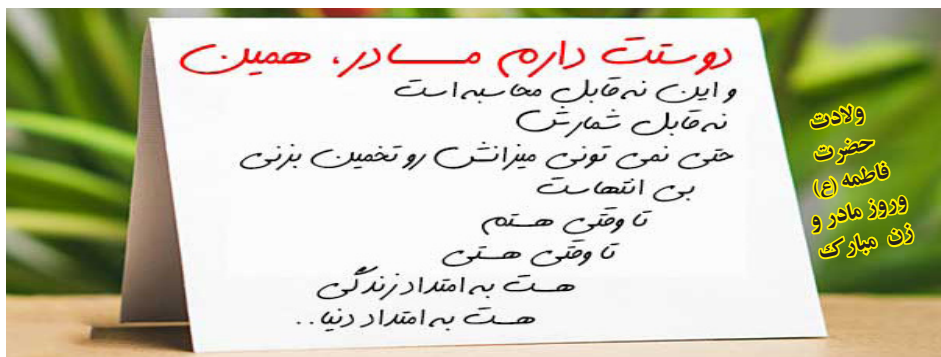 دوستت دارم مادر، همین
و این نه قابل محاسبه است
نه قابل شمارش
حتی نمی تونی میزانش رو تخمین بزنی
بی انتهاست
تا وقتی هستم
تا وقتی هستی
هست به امتداد زندگی
هست به امتداد دنیا..
ولادت
حضرت
فاطمه (ع)
وروز مادر و
زن مبارک